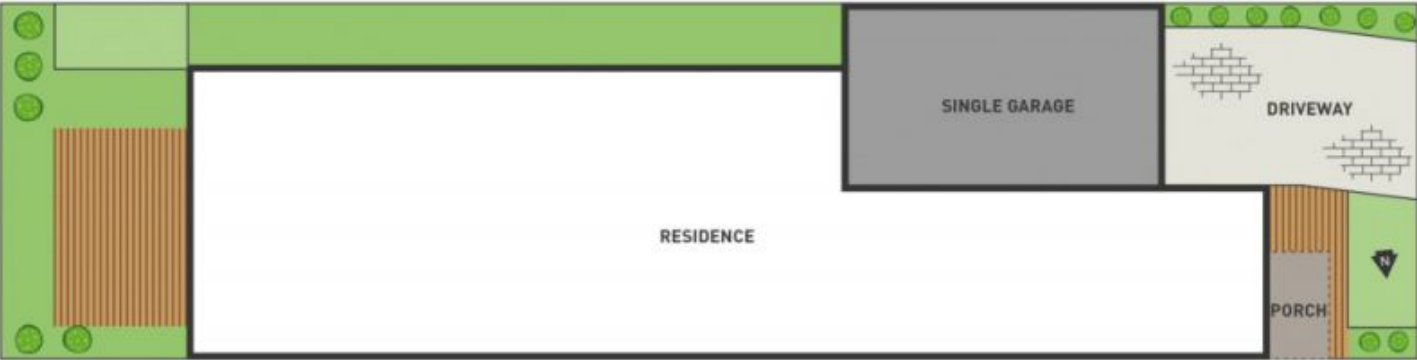 SINGLE GARAGE
DRIVEWAY
RESIDENCE
N
PORCH